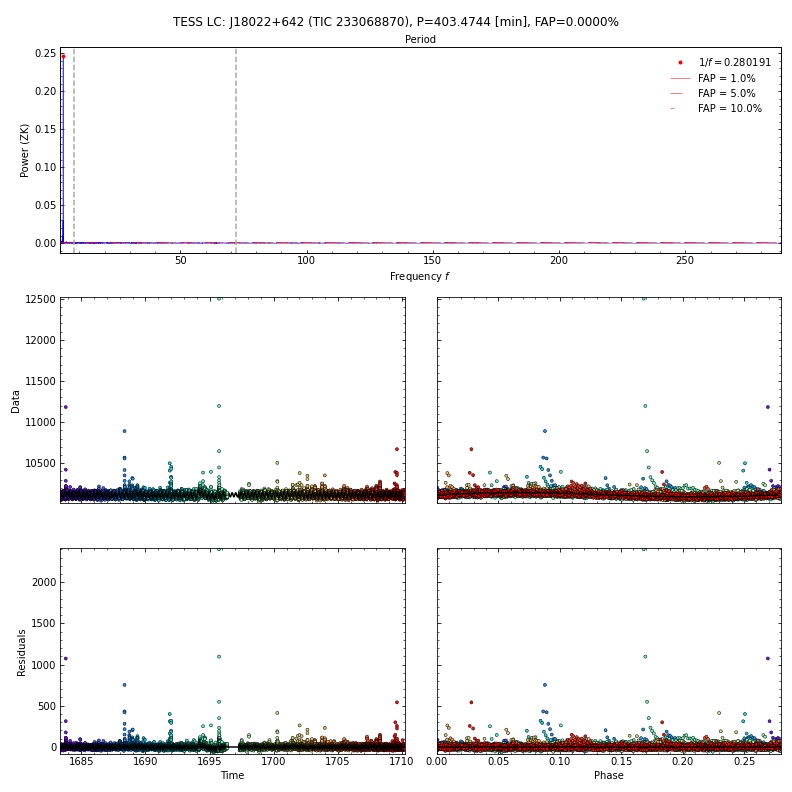 TESS LC: J18022+642 (TIC 233068870), P=403.4744 [min], FAP=0.0000%
Period
0.25
0.20
0.15
0.10
0.05
0.00
Power (ZK)
1/f = 0.280191
FAP = 1.0%
FAP = 5.0%
FAP = 10.0%
50 100 150 200 250
Frequency f
12500
12000
11500
11000
10500
Data
2000
1500
1000
500
0
Residuals
1685 1690 1695 1700 1705 1710
0.00 0.05 0.10 0.15 0.20 0.25
Time
Phase